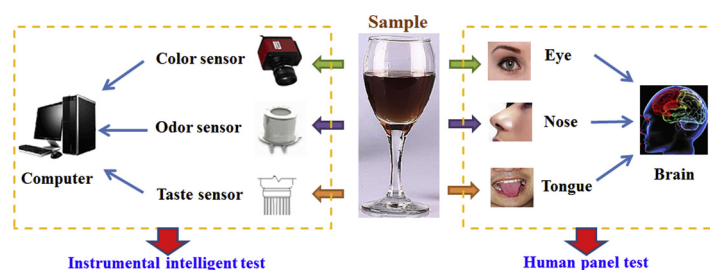 Sample
Color sensor
Eye
Odor sensor
Nose
Computer
Brain
Taste sensor
Tongue
Instrumental intelligent test
Human panel test